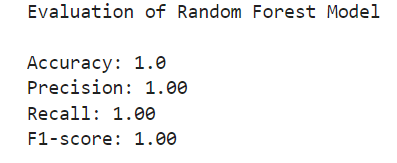 Evaluation of Random Forest Model
Accuracy: 1.0
Precision: 1.00
Recall: 1.00
F1-score: 1.00